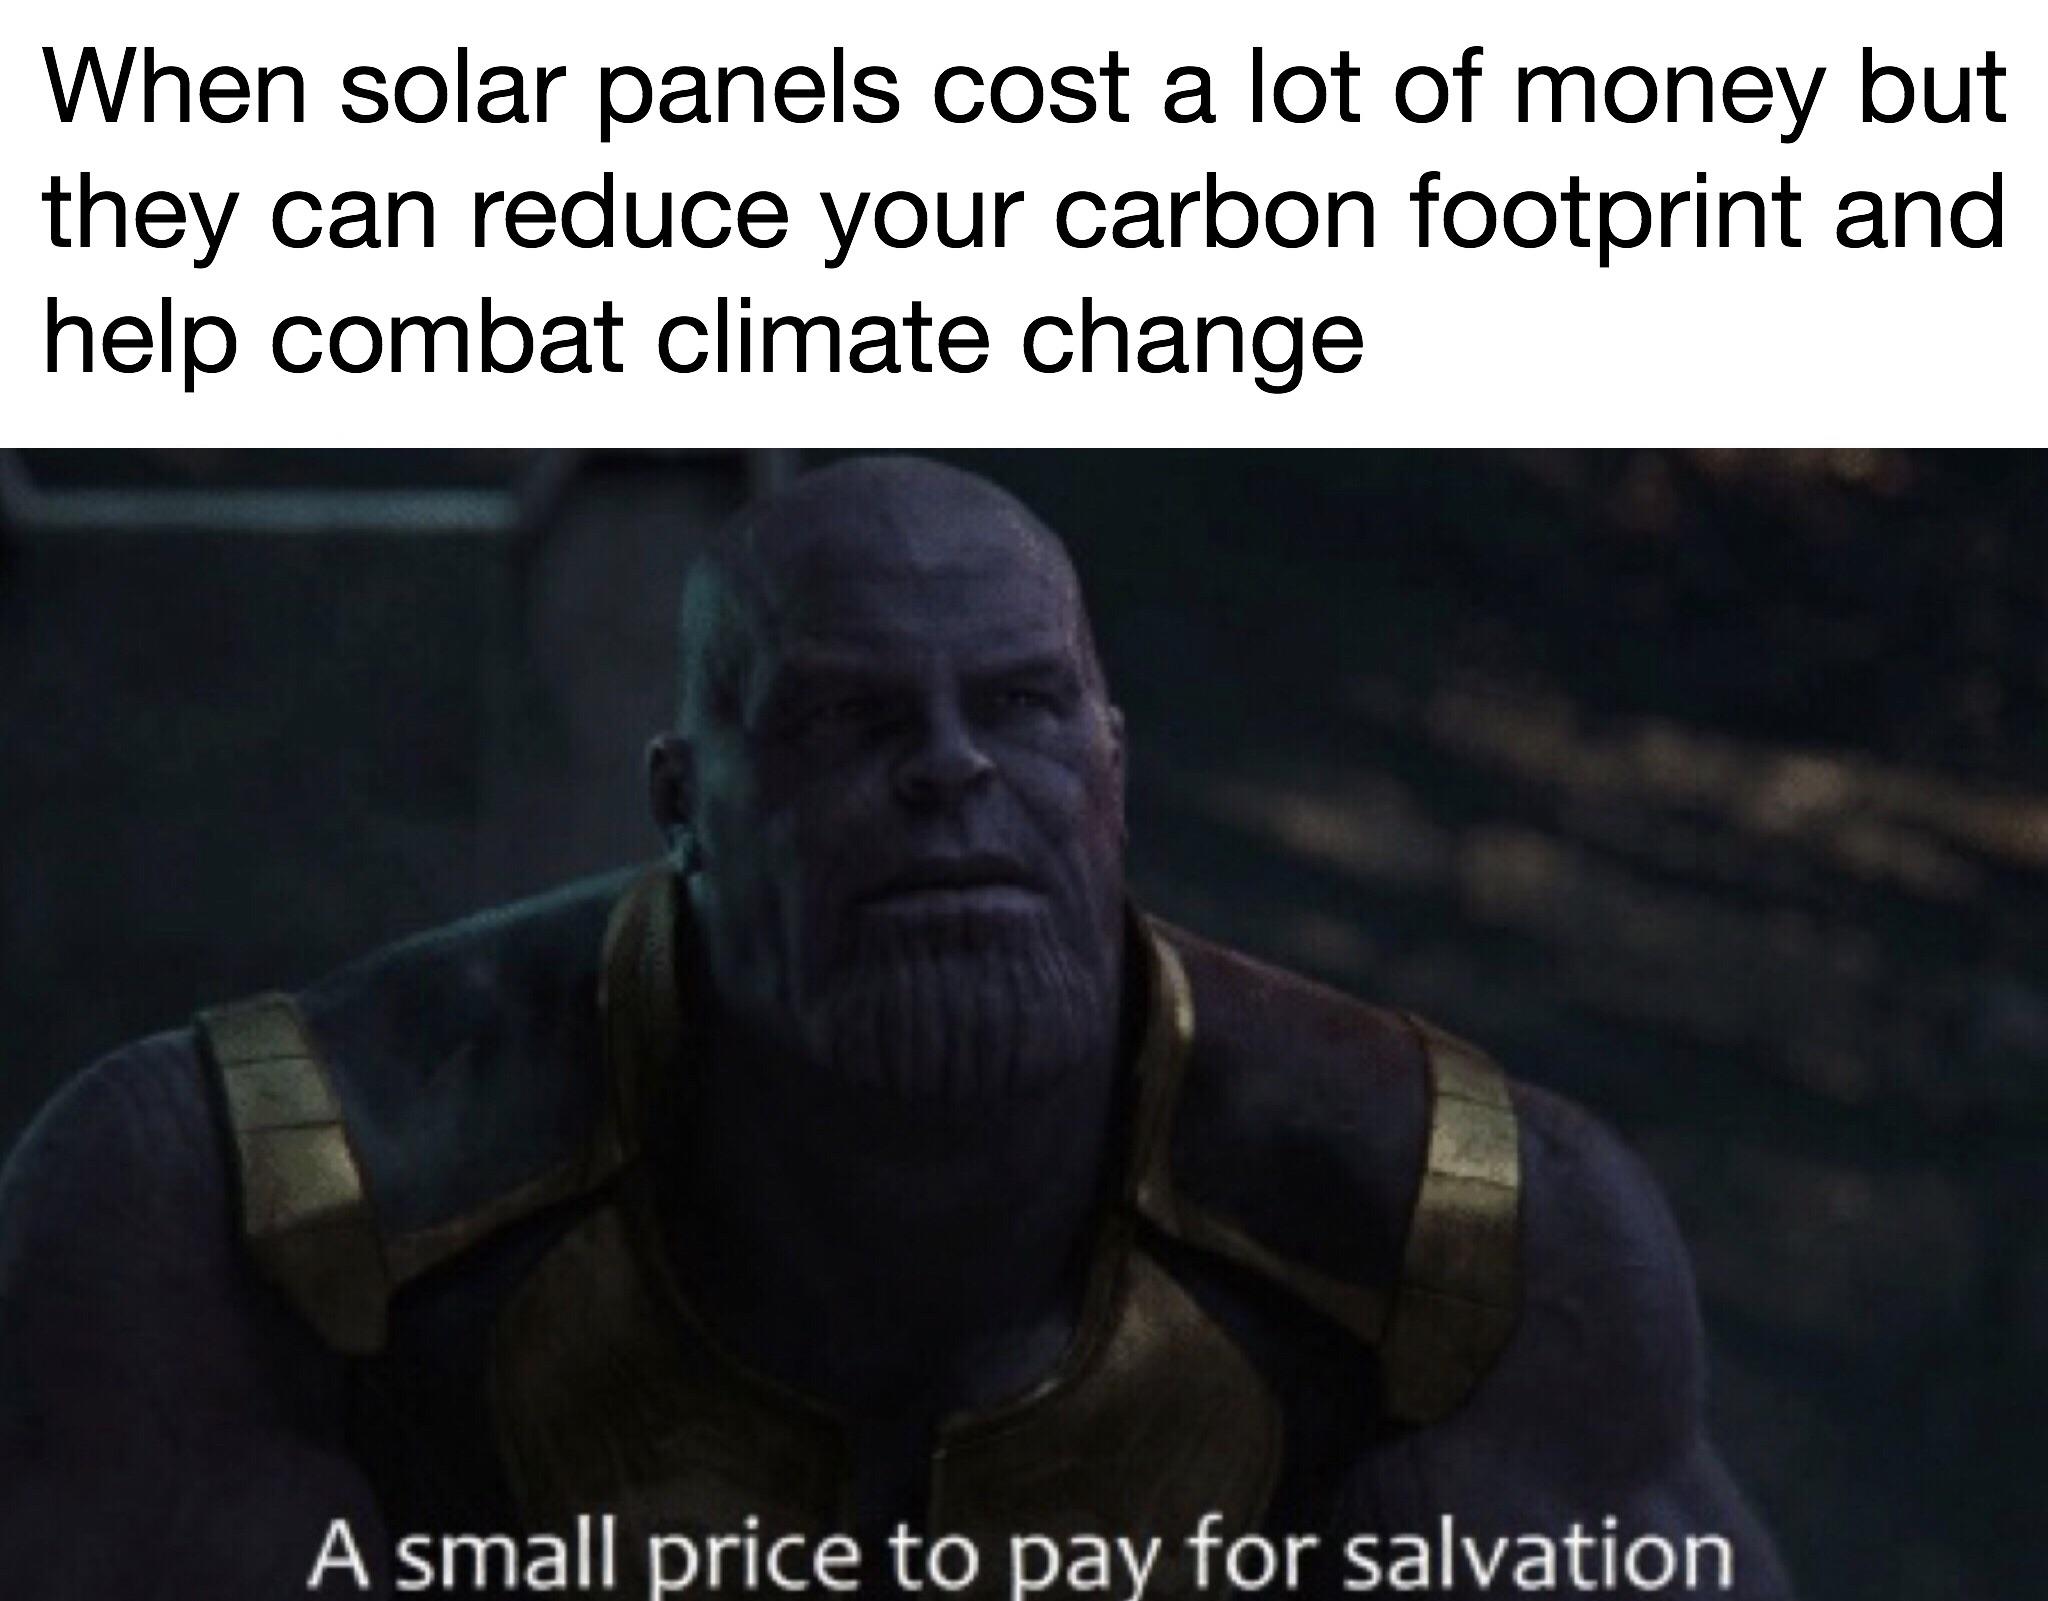 When solar panels cost a lot of money but
they can reduce your carbon footprint and
help combat climate change
A small price to pay for salvation